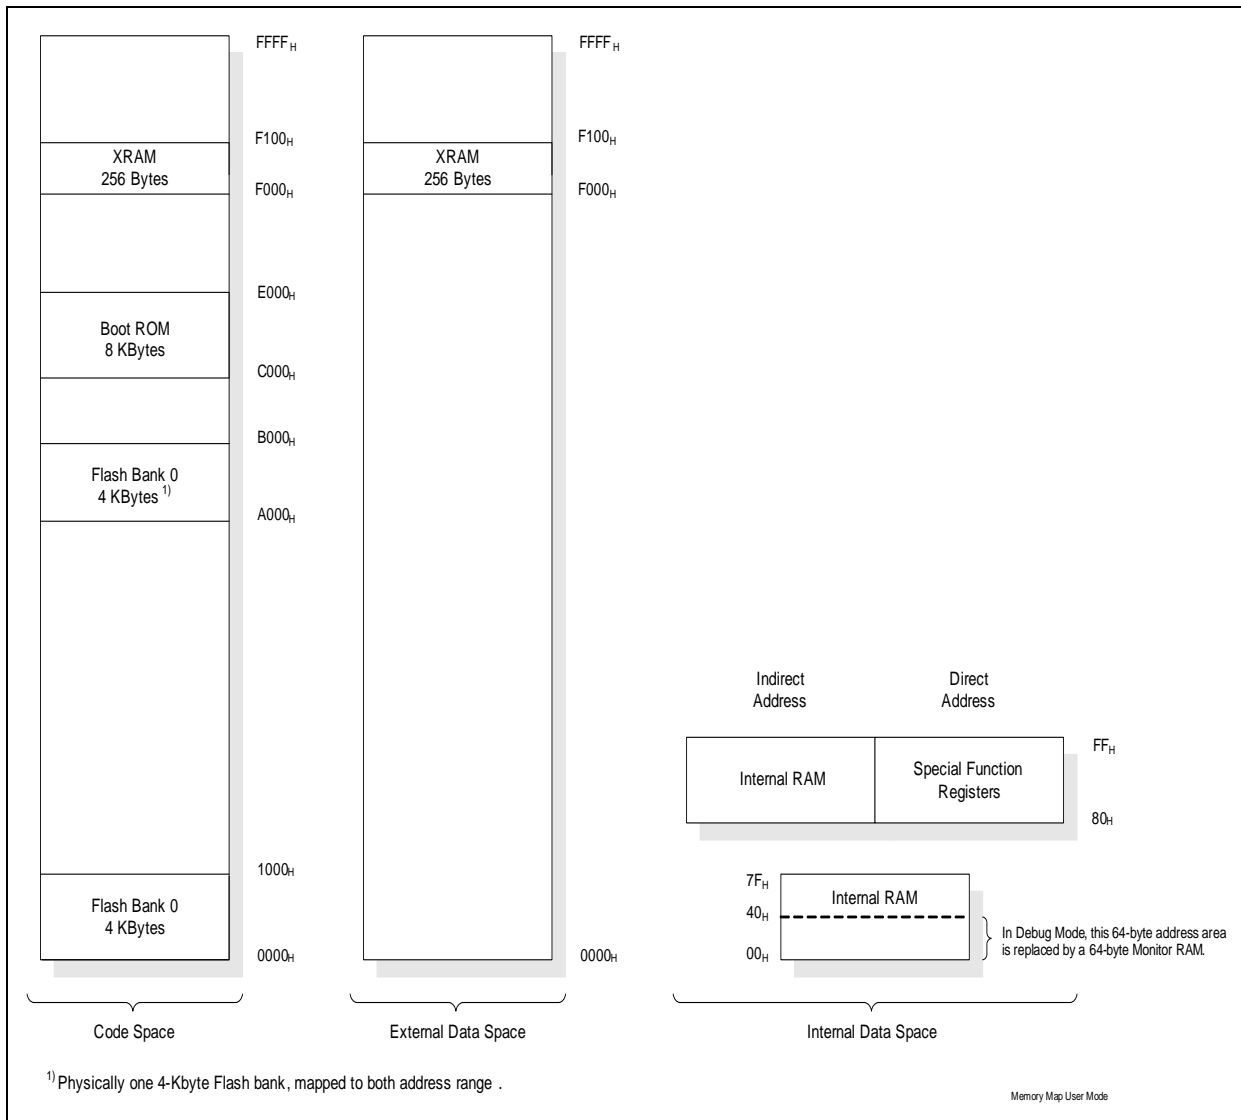 FFFFH
F100H
XRAM
256 Bytes
F000H
E000H
Boot ROM
8 KBytes
C000H
B000H
Flash Bank 0
4 KBytes 1)
A000H
1000H
Flash Bank 0
4 KBytes
0000H
Code Space
FFFFH
F100H
XRAM
256 Bytes
F000H
0000H
External Data Space
Indirect
Address
Direct
Address
Internal RAM
Special Function
Registers
FFH
80H
7FH
Internal RAM
40H
00H
In Debug Mode, this 64-byte address area
is replaced by a 64-byte Monitor RAM.
Internal Data Space
1) Physically one 4-Kbyte Flash bank, mapped to both address range .
Memory Map User Mode